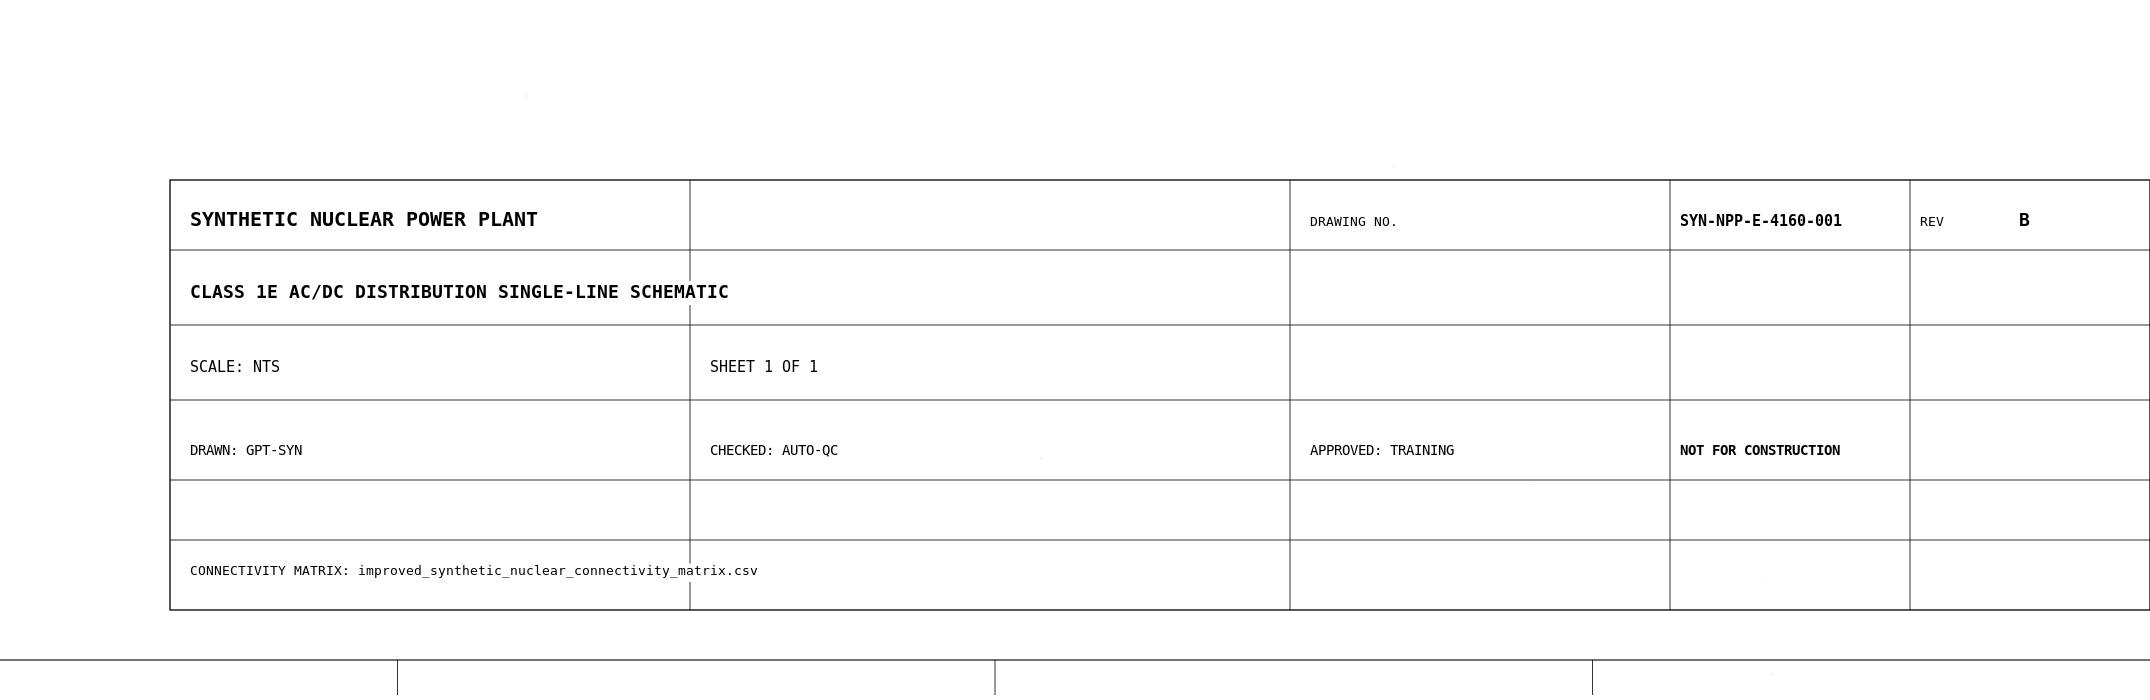 SYNTHETIC NUCLEAR POWER PLANT
DRAWING NO.
SYN-NPP-E-4160-001
REV
B
CLASS 1E AC/DC DISTRIBUTION SINGLE-LINE SCHEMATIC
SCALE: NTS
SHEET 1 OF 1
DRAWN: GPT-SYN
CHECKED: AUTO-QC
APPROVED: TRAINING
NOT FOR CONSTRUCTION
CONNECTIVITY MATRIX: improved_synthetic_nuclear_connectivity_matrix.csv